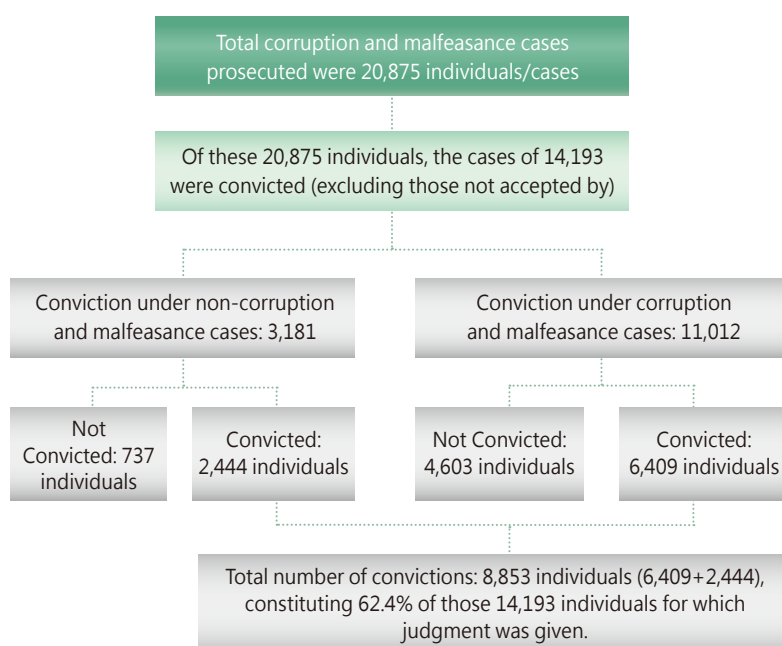 Total corruption and malfeasance cases
prosecuted were 20,875 individuals/cases
Of these 20,875 individuals, the cases of 14,193
were convicted (excluding those not accepted by)
Conviction under non-corruption
and malfeasance cases: 3,181
Conviction under corruption
and malfeasance cases: 11,012
Not
Convicted: 737
individuals
Convicted:
2,444 individuals
Not Convicted:
4,603 individuals
Convicted:
6,409 individuals
Total number of convictions: 8,853 individuals (6,409+2,444),
constituting 62.4% of those 14,193 individuals for which
judgment was given.